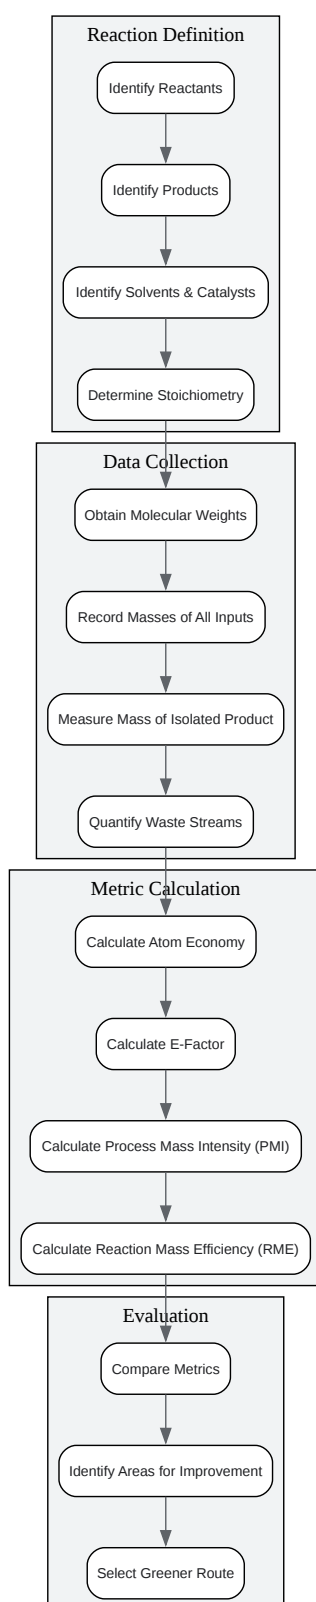 Reaction Definition
Identify Reactants
Identify Products
Identify Solvents & Catalysts
Determine Stoichiometry
Data Collection
Obtain Molecular Weights
Record Masses of All Inputs
Measure Mass of Isolated Product
Quantify Waste Streams
Metric Calculation
Calculate Atom Economy
Calculate E-Factor
Calculate Process Mass Intensity (PMI)
Calculate Reaction Mass Efficiency (RME)
Evaluation
Compare Metrics
Identify Areas for Improvement
Select Greener Route